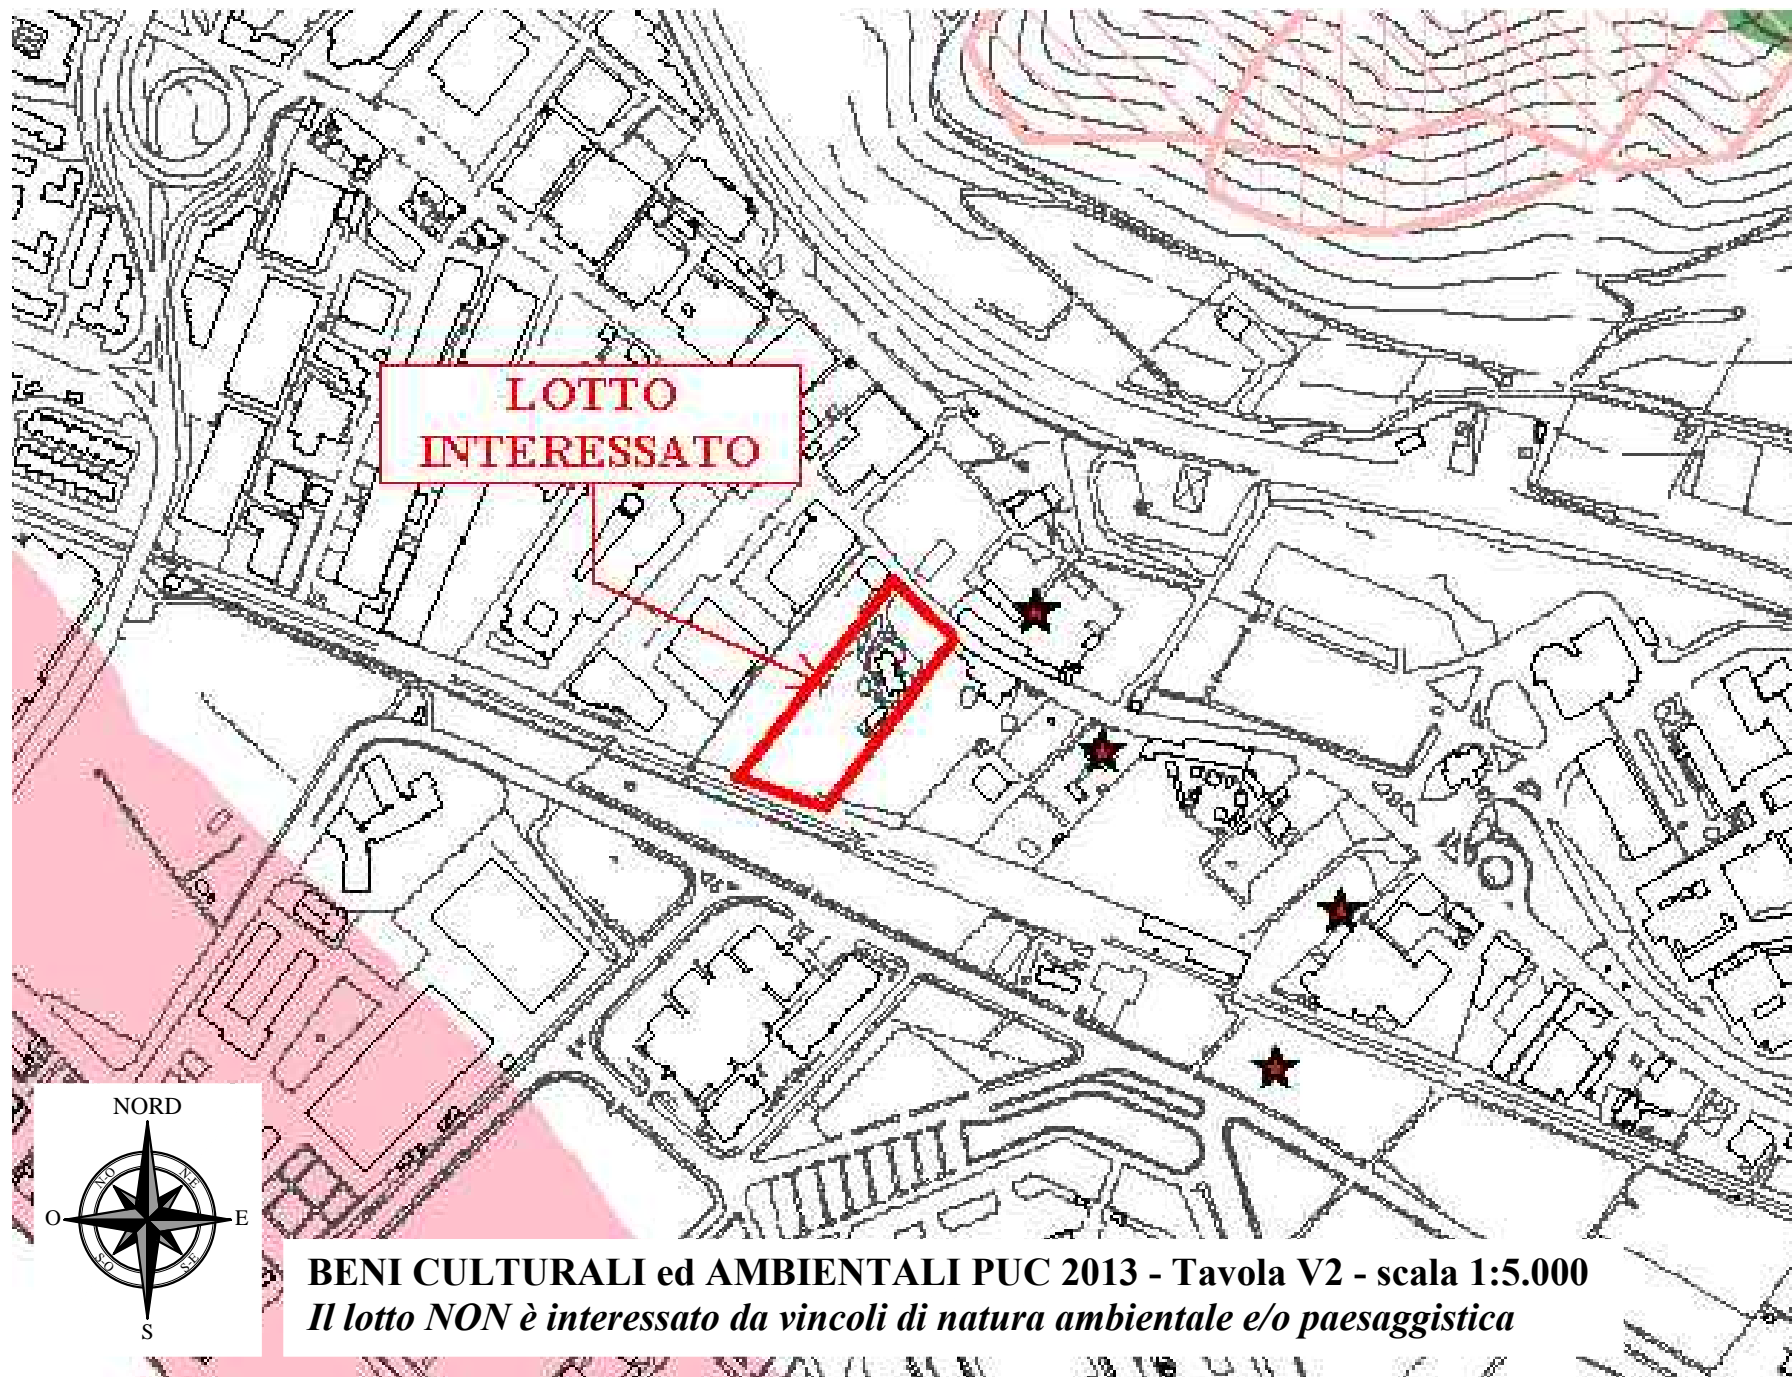 LOTTO
INTERESSATO
NORD
N-O N-E
O E
S-O S-E
S
BENI CULTURALI ed AMBIENTALI PUC 2013 - Tavola V2 - scala 1:5.000
Il lotto NON è interessato da vincoli di natura ambientale e/o paesaggistica